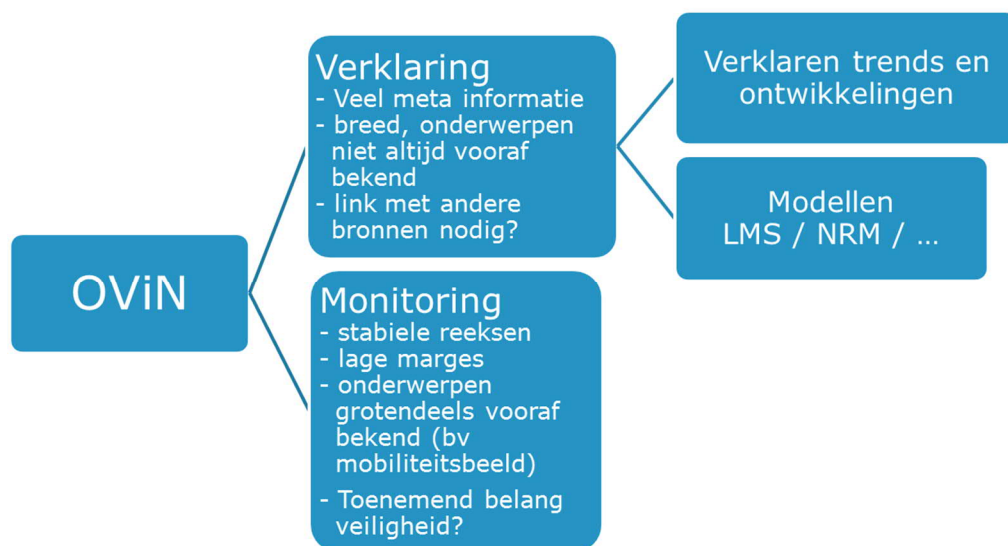 OViN
Verklaring
- Veel meta informatie
- breed, onderwerpen
niet altijd vooraf
bekend
- link met andere
bronnen nodig?
Verklaren trends en
ontwikkelingen
Modellen
LMS / NRM / ...
Monitoring
- stabiele reeksen
- lage marges
- onderwerpen
grotendeels vooraf
bekend (bv
mobiliteitsbeeld)
- Toenemend belang
veiligheid?